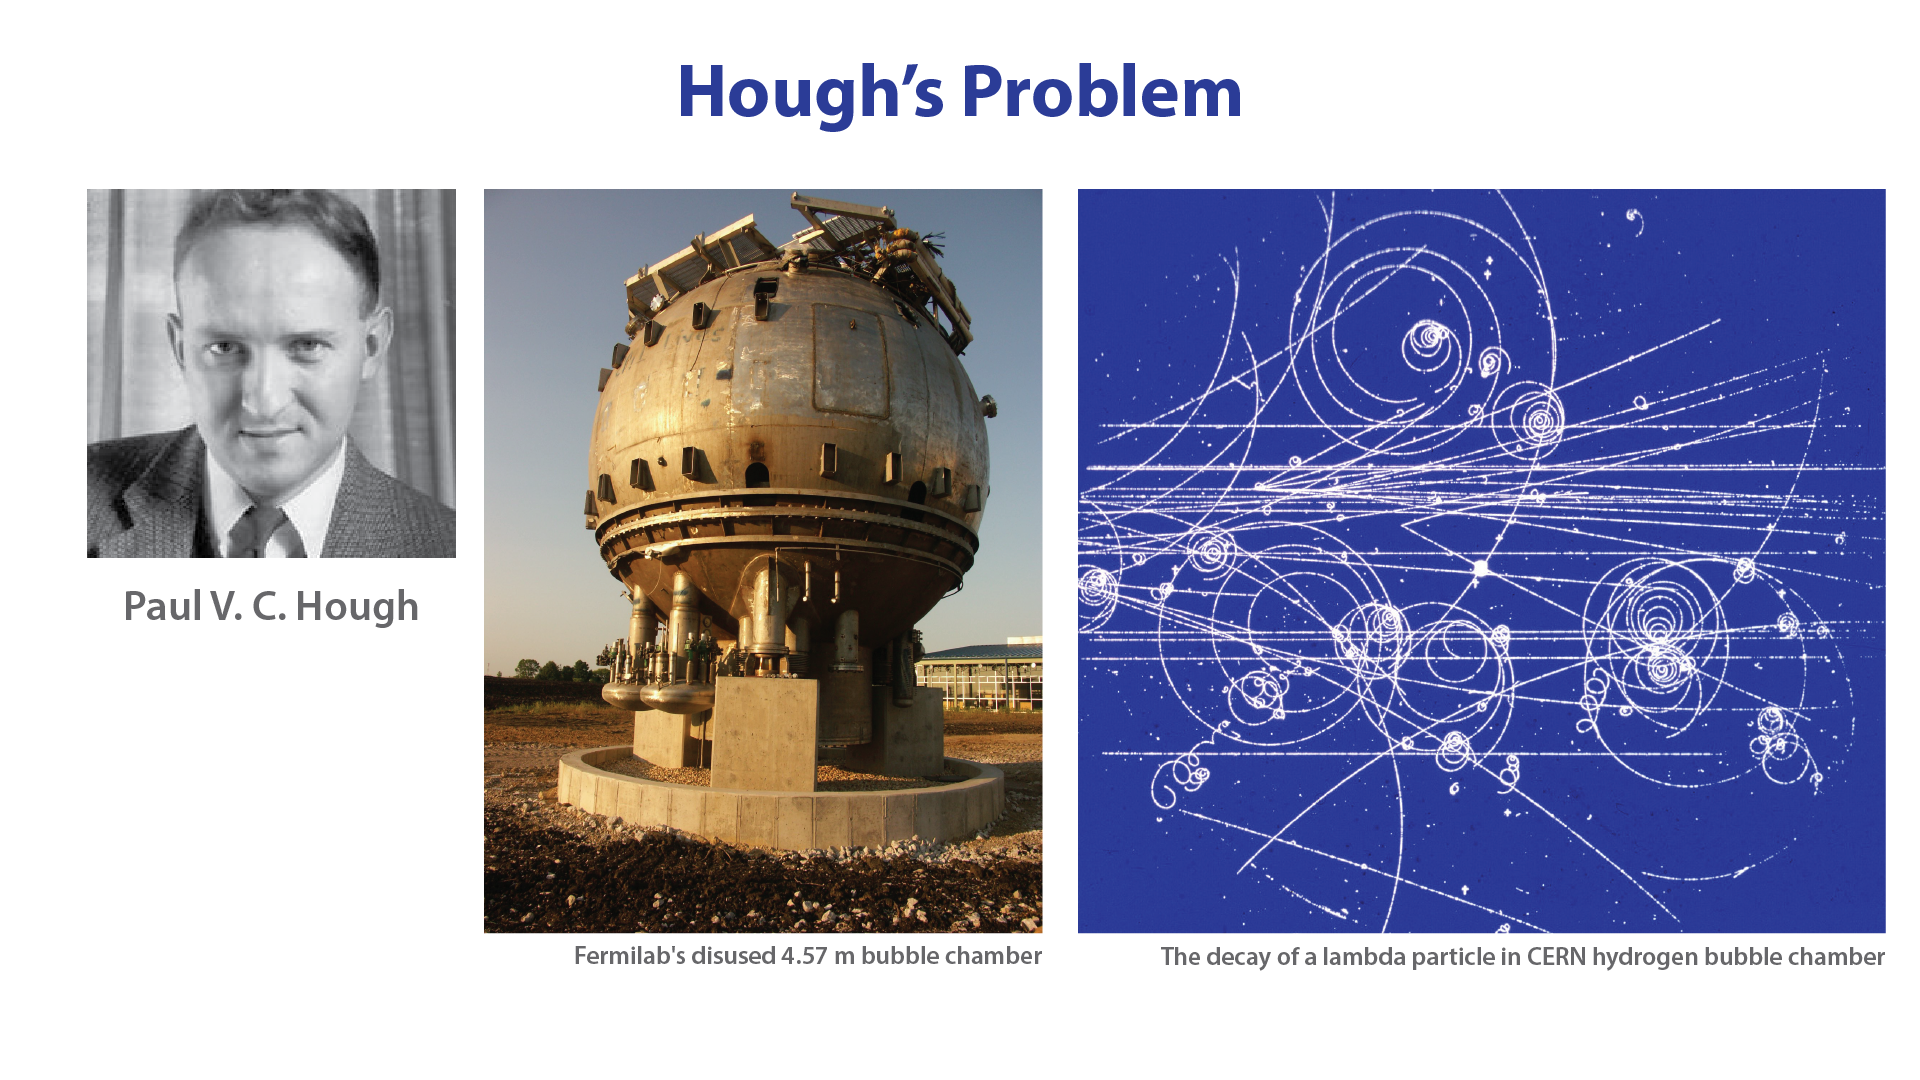 Hough’s Problem
Paul V. C. Hough
Fermilab's disused 4.57 m bubble chamber
The decay of a lambda particle in CERN hydrogen bubble chamber